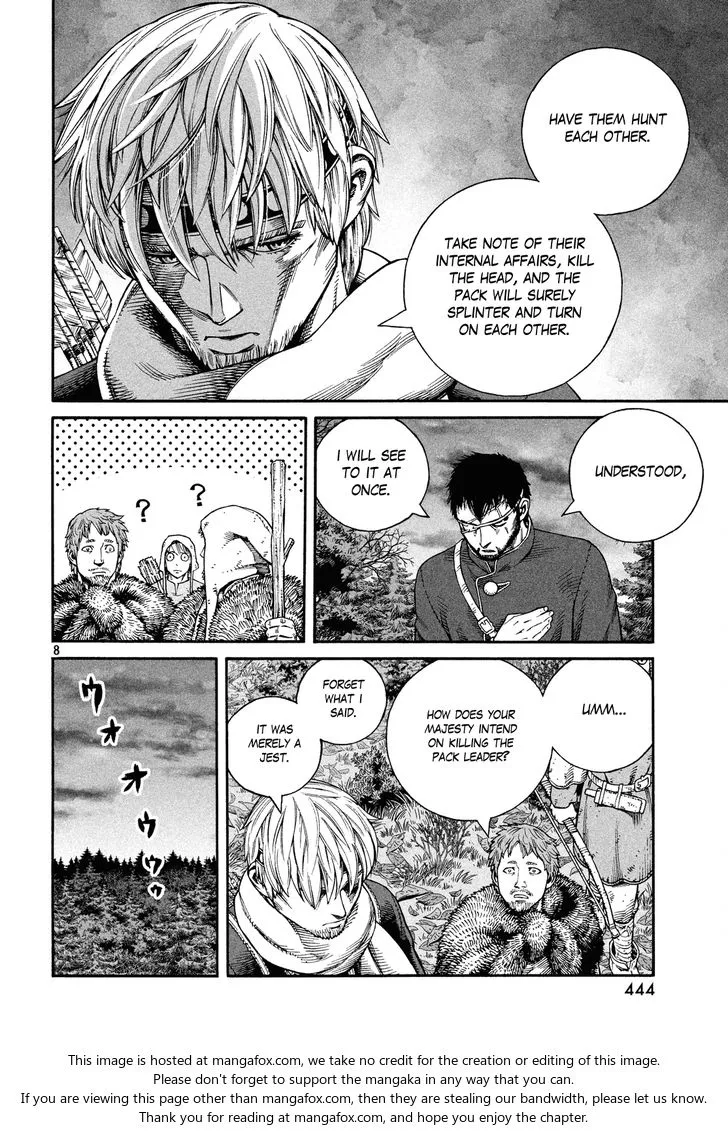 HAVE THEM HUNT
EACH OTHER.
TAKE NOTE OF THEIR
INTERNAL AFFAIRS, KILL
THE HEAD, AND THE
PACK WILL SURELY
SPLINTER AND TURN
ON EACH OTHER.
UNDERSTOOD,
I WILL SEE
TO IT AT
ONCE.
?
?
8
UMM...
HOW DOES YOUR
MAJESTY INTEND
ON KILLING THE
PACK LEADER?
FORGET
WHAT I
SAID.
IT WAS
MERELY A
JEST.
ウォオゥゥゥ
444
This image is hosted at mangafox.com, we take no credit for the creation or editing of this image.
Please don't forget to support the mangaka in any way that you can.
If you are viewing this page other than mangafox.com, then they are stealing our bandwidth, please let us know.
Thank you for reading at mangafox.com, and hope you enjoy the chapter.